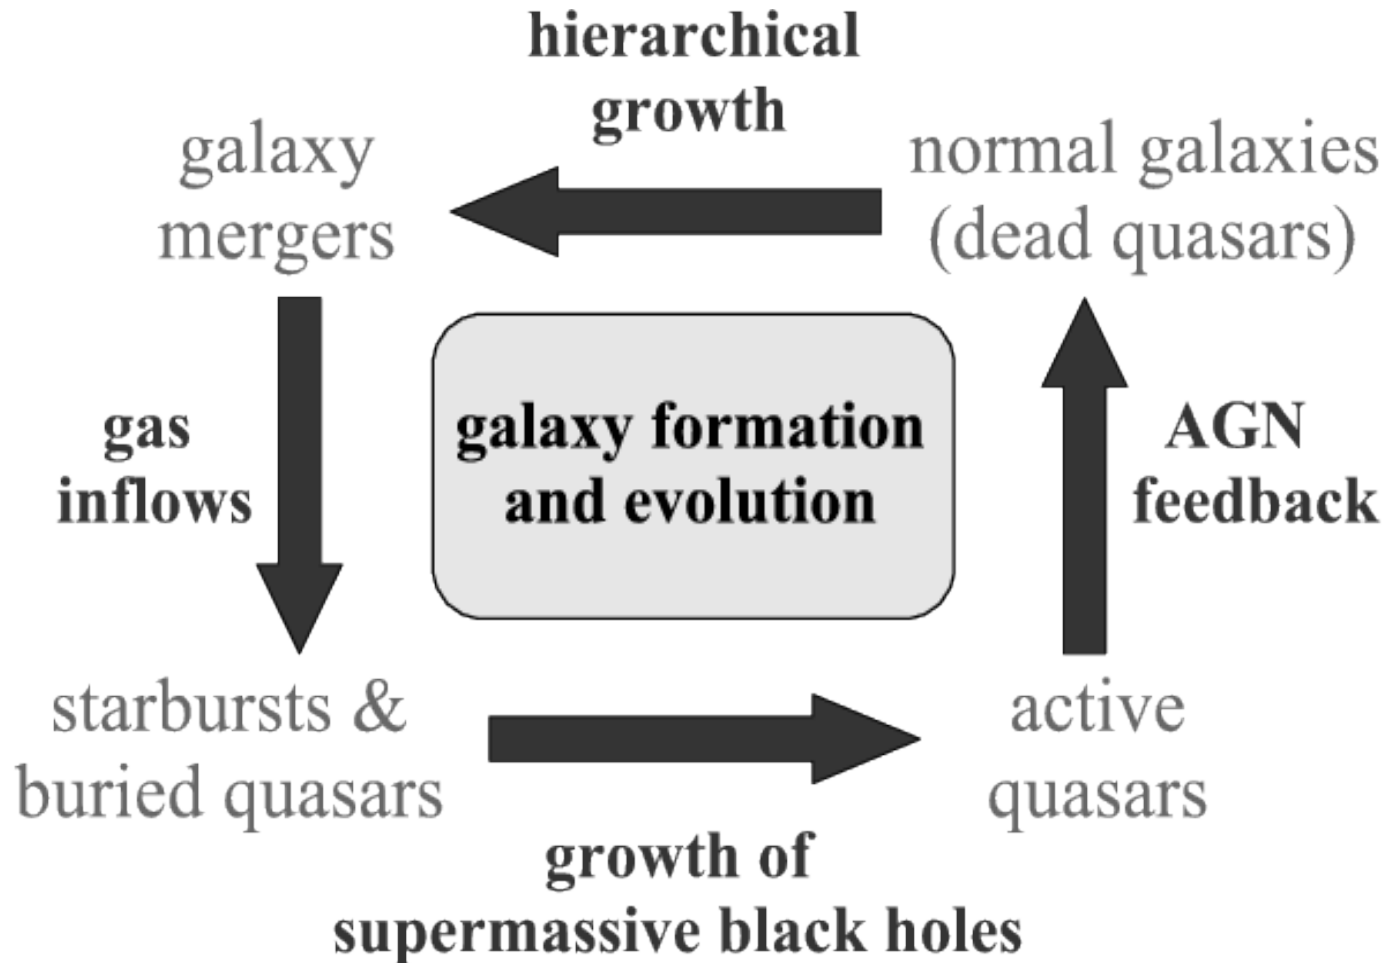 hierarchical
growth
galaxy
mergers
normal galaxies
(dead quasars)
gas
inflows
galaxy formation
and evolution
AGN
feedback
starbursts &
buried quasars
active
quasars
growth of
supermassive black holes